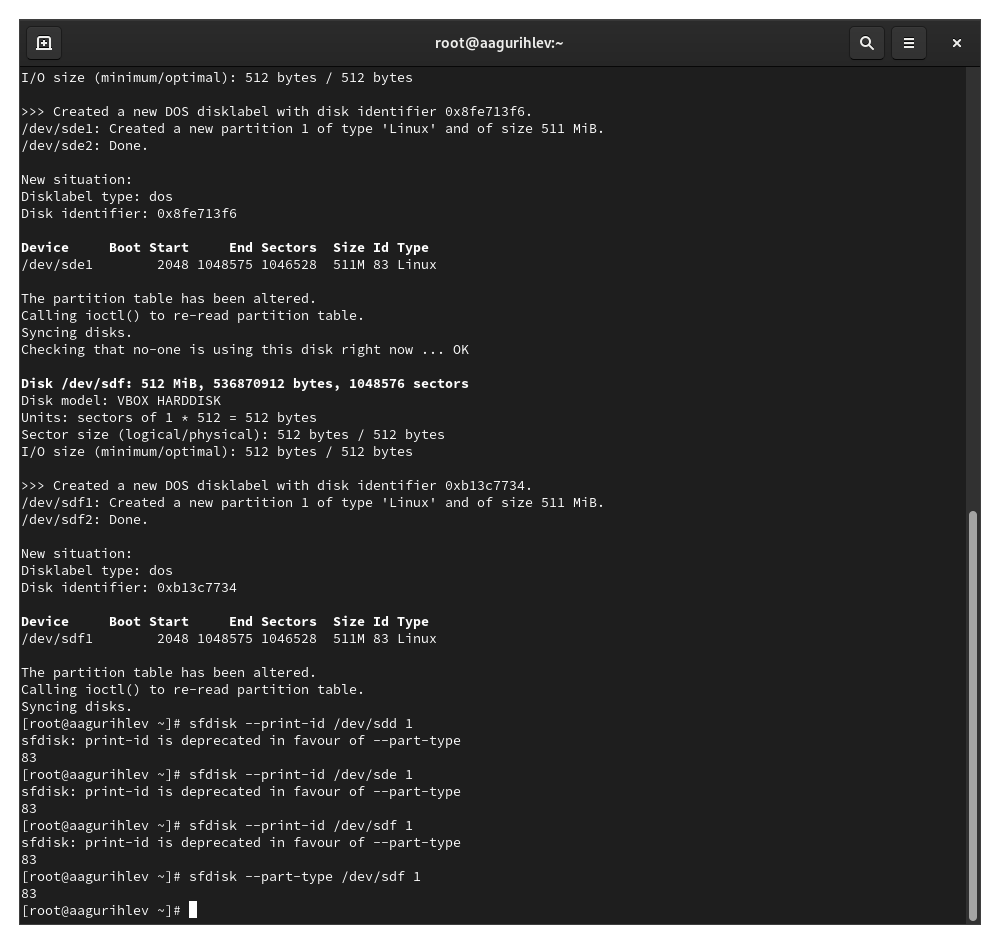 root@aagurihlev:~
I/O size (minimum/optimal): 512 bytes / 512 bytes
>>> Created a new DOS disklabel with disk identifier 0x8fe713f6.
/dev/sde1: Created a new partition 1 of type 'Linux' and of size 511 MiB.
/dev/sde2: Done.
New situation:
Disklabel type: dos
Disk identifier: 0x8fe713f6
Device     Boot Start     End Sectors  Size Id Type
/dev/sde1        2048 1048575 1046528  511M 83 Linux
The partition table has been altered.
Calling ioctl() to re-read partition table.
Syncing disks.
Checking that no-one is using this disk right now ... OK
Disk /dev/sdf: 512 MiB, 536870912 bytes, 1048576 sectors
Disk model: VBOX HARDDISK
Units: sectors of 1 * 512 = 512 bytes
Sector size (logical/physical): 512 bytes / 512 bytes
I/O size (minimum/optimal): 512 bytes / 512 bytes
>>> Created a new DOS disklabel with disk identifier 0xb13c7734.
/dev/sdf1: Created a new partition 1 of type 'Linux' and of size 511 MiB.
/dev/sdf2: Done.
New situation:
Disklabel type: dos
Disk identifier: 0xb13c7734
Device     Boot Start     End Sectors  Size Id Type
/dev/sdf1        2048 1048575 1046528  511M 83 Linux
The partition table has been altered.
Calling ioctl() to re-read partition table.
Syncing disks.
[root@aagurihlev ~]# sfdisk --print-id /dev/sdd 1
sfdisk: print-id is deprecated in favour of --part-type
83
[root@aagurihlev ~]# sfdisk --print-id /dev/sde 1
sfdisk: print-id is deprecated in favour of --part-type
83
[root@aagurihlev ~]# sfdisk --print-id /dev/sdf 1
sfdisk: print-id is deprecated in favour of --part-type
83
[root@aagurihlev ~]# sfdisk --part-type /dev/sdf 1
83
[root@aagurihlev ~]#